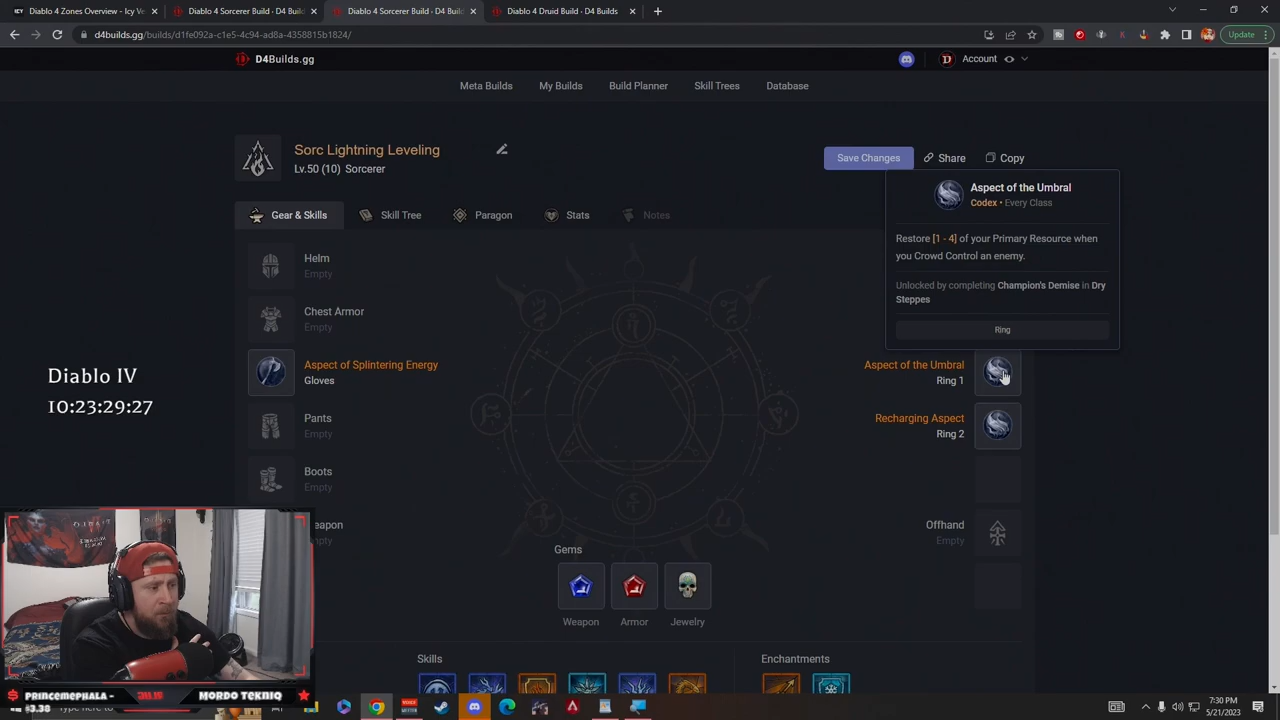 Diablo 4 Zones Overview - Icy Ve
Diablo 4 Sorcerer Build - D4 Buil
Diablo 4 Sorcerer Build - D4 Buil
Diablo 4 Druid Build - D4 Builds
d4builds.gg/builds/d1fe092a-c1e5-4c94-ad8a-4358815b1824/
Update
D4Builds.gg
Account
Meta Builds
My Builds
Build Planner
Skill Trees
Database
Sorc Lightning Leveling
Lv.50 (10) Sorcerer
Save Changes
Share
Copy
Aspect of the Umbral
Codex • Every Class
Restore [1 - 4] of your Primary Resource when
you Crowd Control an enemy.
Unlocked by completing Champion's Demise in Dry
Steppes
Ring
Gear & Skills
Skill Tree
Paragon
Stats
Notes
Helm
Empty
Chest Armor
Empty
Aspect of Splintering Energy
Gloves
Pants
Empty
Boots
Empty
Weapon
Empty
Aspect of the Umbral
Ring 1
Recharging Aspect
Ring 2
Offhand
Empty
Diablo IV
10:23:29:27
Gems
Weapon
Armor
Jewelry
Skills
Enchantments
PRINCEMEPHALA -
$3.38
MORDO TEKNIQ
7:30 PM
5/21/2023